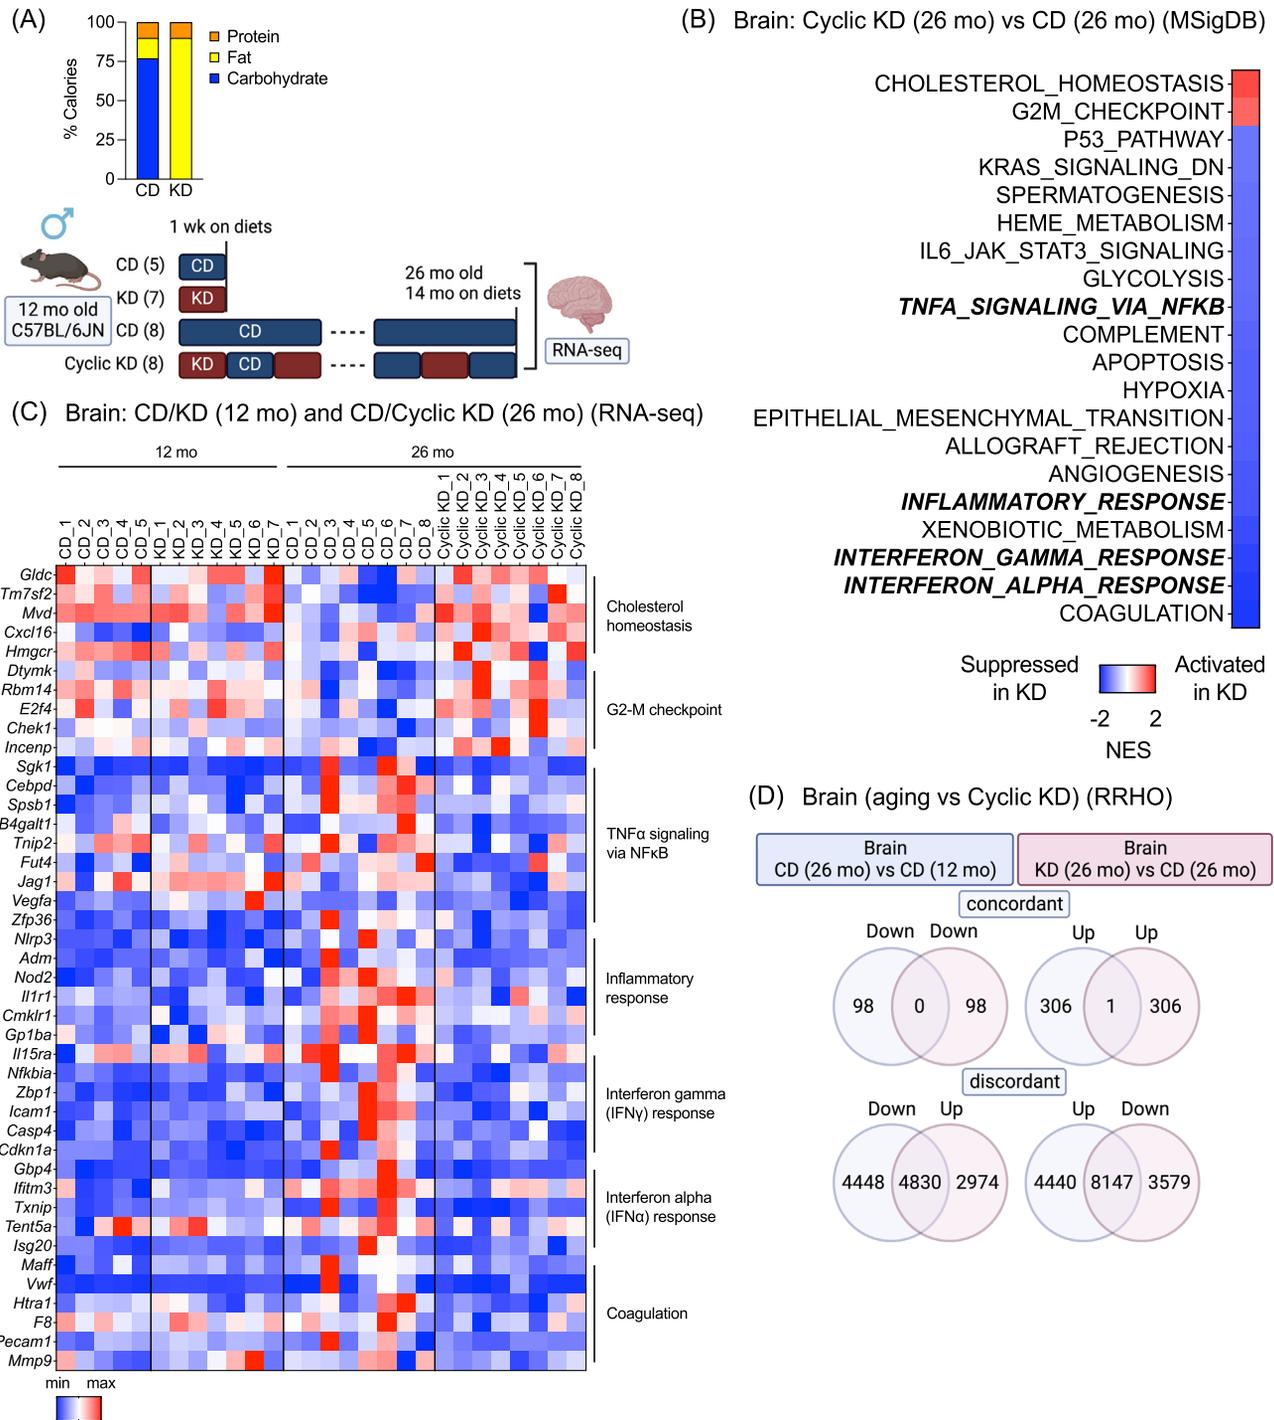 (A)
100
75
50
25
0
% Calories
CD KD
Protein
Fat
Carbohydrate
1 wk on diets
CD (5)
CD
KD (7)
KD
12 mo old
C57BL/6JN
CD (8)
CD
26 mo old
14 mo on diets
Cyclic KD (8)
KD CD
RNA-seq
(B) Brain: Cyclic KD (26 mo) vs CD (26 mo) (MSigDB)
CHOLESTEROL_HOMEOSTASIS
G2M_CHECKPOINT
P53_PATHWAY
KRAS_SIGNALING_DN
SPERMATOGENESIS
HEME_METABOLISM
IL6_JAK_STAT3_SIGNALING
GLYCOLYSIS
TNFA_SIGNALING_VIA_NFKB
COMPLEMENT
APOPTOSIS
HYPOXIA
EPITHELIAL_MESENCHYMAL_TRANSITION
ALLOGRAFT_REJECTION
ANGIOGENESIS
INFLAMMATORY_RESPONSE
XENOBIOTIC_METABOLISM
INTERFERON_GAMMA_RESPONSE
INTERFERON_ALPHA_RESPONSE
COAGULATION
Suppressed
in KD
Activated
in KD
-2 2
NES
(C) Brain: CD/KD (12 mo) and CD/Cyclic KD (26 mo) (RNA-seq)
12 mo
26 mo
CD_1
CD_2
CD_3
CD_4
CD_5
KD_1
KD_2
KD_3
KD_4
KD_5
KD_6
KD_7
CD_1
CD_2
CD_3
CD_4
CD_5
CD_6
CD_7
CD_8
Cyclic KD_1
Cyclic KD_2
Cyclic KD_3
Cyclic KD_4
Cyclic KD_5
Cyclic KD_6
Cyclic KD_7
Cyclic KD_8
Gldc
Tm7sf2
Mvd
Cxcl16
Hmgcr
Dtymk
Rbm14
E2f4
Chek1
Incenp
Sgk1
Cebpd
Spsb1
B4galt1
Tnip2
Fut4
Jag1
Vegfa
Zfp36
Nlrp3
Adm
Nod2
Il1r1
Cmklr1
Gp1ba
Il15ra
Nfkbia
Zbp1
Icam1
Casp4
Cdkn1a
Gbp4
Ifitm3
Txnip
Tent5a
Isg20
Maff
Vwf
Htra1
F8
Pecam1
Mmp9
Cholesterol
homeostasis
G2-M checkpoint
TNFα signaling
via NFκB
Inflammatory
response
Interferon gamma
(IFNγ) response
Interferon alpha
(IFNα) response
Coagulation
min max
(D) Brain (aging vs Cyclic KD) (RRHO)
Brain
CD (26 mo) vs CD (12 mo)
Brain
KD (26 mo) vs CD (26 mo)
concordant
Down Down Up Up
98 0 98 306 1 306
discordant
Down Up Up Down
4448 4830 2974 4440 8147 3579